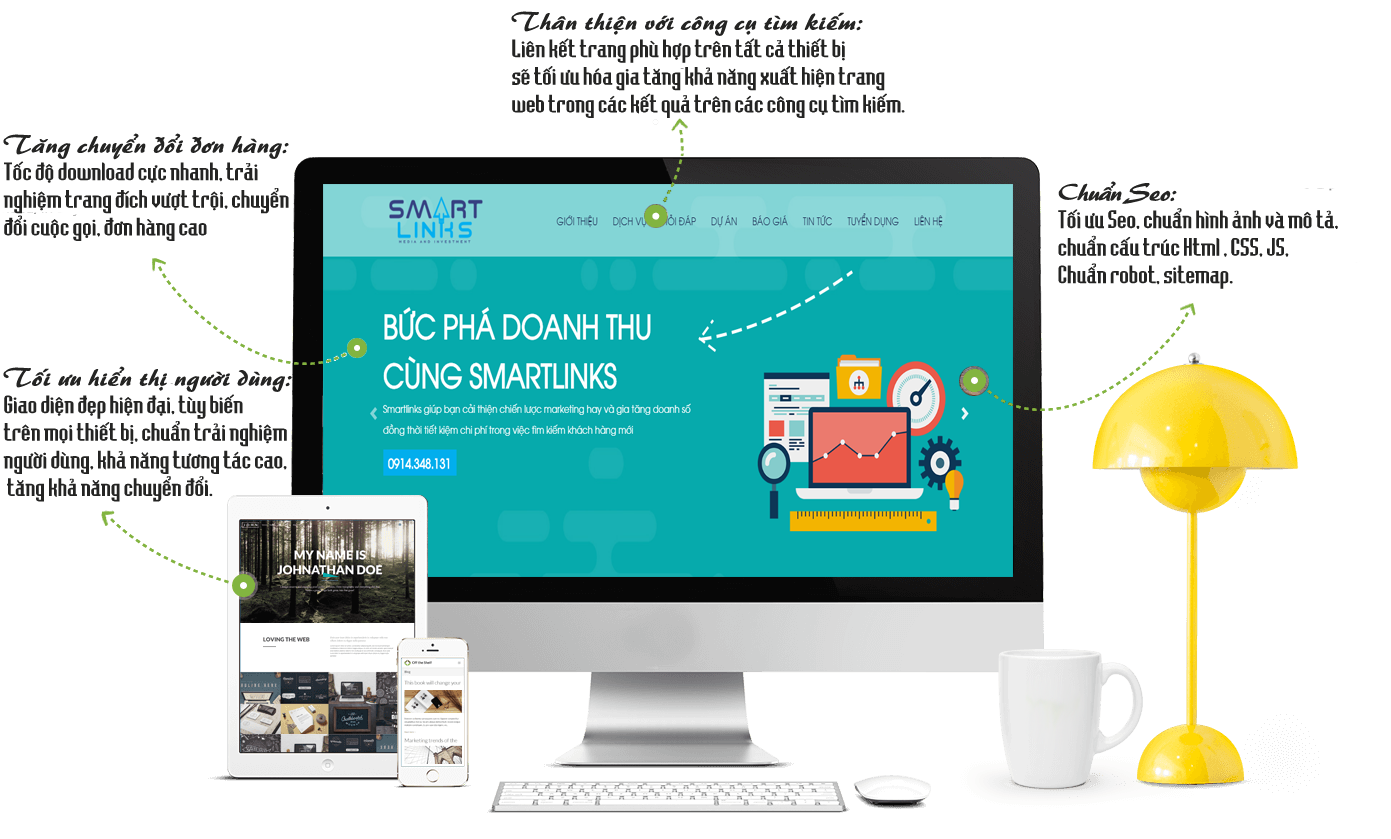 Thân thiện với công cụ tìm kiếm:
Liên kết trang phù hợp trên tất cả thiết bị
sẽ tối ưu hóa gia tăng khả năng xuất hiện trang
web trong các kết quả trên các công cụ tìm kiếm.
Tăng chuyển đổi đơn hàng:
Tốc độ download cực nhanh, trải
nghiệm trang đích vượt trội, chuyển
đổi cuộc gọi, đơn hàng cao
Chuẩn Seo:
Tối ưu Seo, chuẩn hình ảnh và mô tả,
chuẩn cấu trúc Html , CSS, JS,
Chuẩn robot, sitemap.
Tối ưu hiển thị người dùng:
Giao diện đẹp hiện đại, tùy biến
trên mọi thiết bị, chuẩn trải nghiệm
người dùng, khả năng tương tác cao,
tăng khả năng chuyển đổi.
SMART
LINKS
MEDIA AND INVESTMENT
GIỚI THIỆU DỊCH VỤ ỎI ĐÁP DỰ ÁN BÁO GIÁ TIN TỨC TUYỂN DỤNG LIÊN HỆ
BỨC PHÁ DOANH THU
CÙNG SMARTLINKS
Smartlinks giúp bạn cải thiện chiến lược marketing hay và gia tăng doanh số
đồng thời tiết kiệm chi phí trong việc tìm kiếm khách hàng mới
0914.348.131
MY NAME IS
JOHNATHAN DOE
LOVING THE WEB
Off the Shelf
Blog
This book will change your
Marketing trends of the